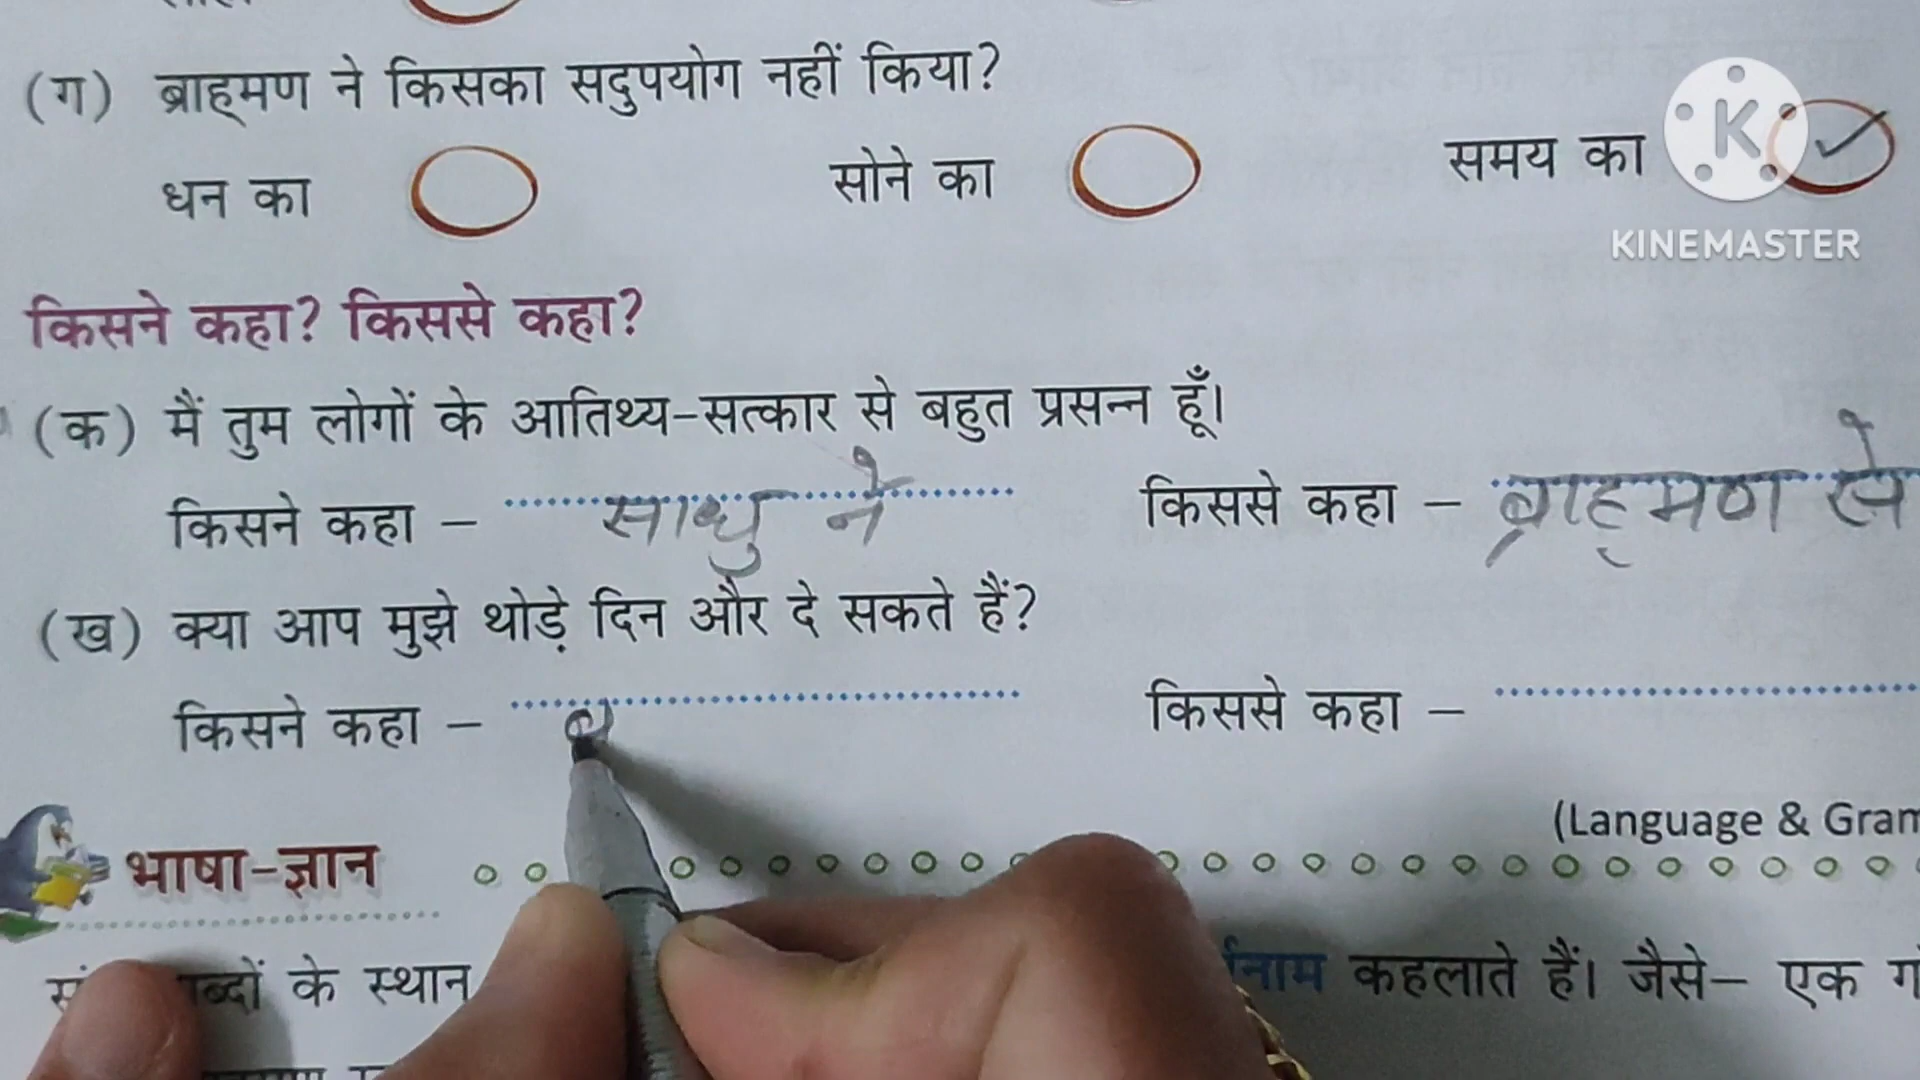 (ग) ब्राह्मण ने किसका सदुपयोग नहीं किया?
धन का सोने का समय का
KINEMASTER
किसने कहा? किससे कहा?
(क) मैं तुम लोगों के आतिथ्य-सत्कार से बहुत प्रसन्न हूँ।
किसने कहा – साधु ने किससे कहा – ब्राह्मण से
(ख) क्या आप मुझे थोड़े दिन और दे सकते हैं?
किसने कहा – किससे कहा –
(Language & Gram
भाषा-ज्ञान
के स्थान कहलाते हैं। जैसे– एक